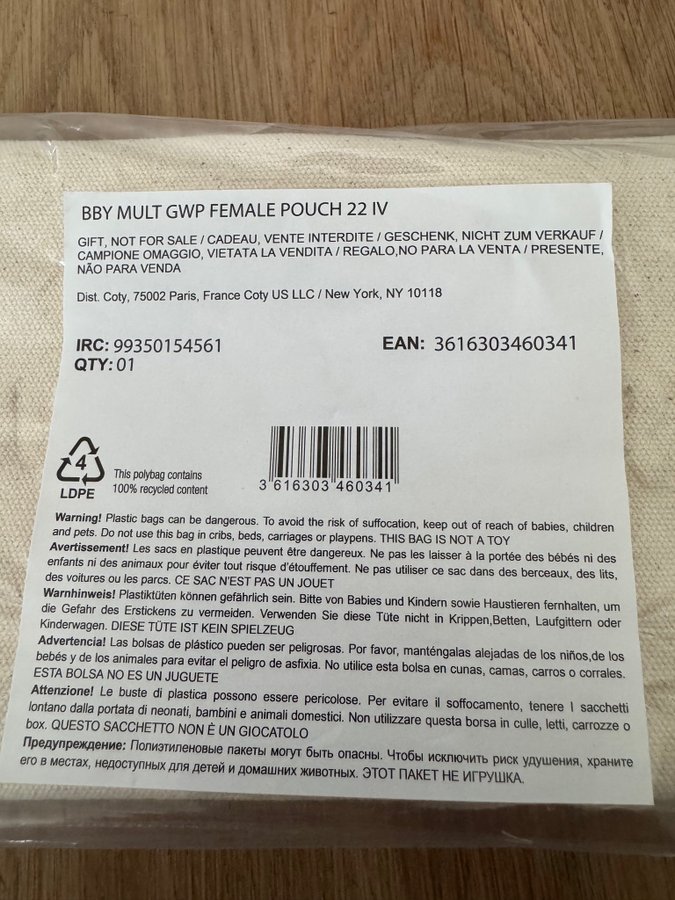 BBY MULT GWP FEMALE POUCH 22 IV
GIFT, NOT FOR SALE / CADEAU, VENTE INTERDITE / GESCHENK, NICHT ZUM VERKAUF /
CAMPIONE OMAGGIO, VIETATA LA VENDITA / REGALO,NO PARA LA VENTA / PRESENTE,
NÃO PARA VENDA
Dist. Coty, 75002 Paris, France Coty US LLC / New York, NY 10118
IRC: 99350154561 EAN: 3616303460341
QTY: 01
4
LDPE
This polybag contains
100% recycled content
3 616303 460341
Warning! Plastic bags can be dangerous. To avoid the risk of suffocation, keep out of reach of babies, children
and pets. Do not use this bag in cribs, beds, carriages or playpens. THIS BAG IS NOT A TOY
Avertissement! Les sacs en plastique peuvent être dangereux. Ne pas les laisser à la portée des bébés ni des
enfants ni des animaux pour éviter tout risque d'étouffement. Ne pas utiliser ce sac dans des berceaux, des lits,
des voitures ou les parcs. CE SAC N'EST PAS UN JOUET
Warnhinweis! Plastiktüten können gefährlich sein. Bitte von Babies und Kindern sowie Haustieren fernhalten, um
die Gefahr des Erstickens zu vermeiden. Verwenden Sie diese Tüte nicht in Krippen,Betten, Laufgittern oder
Kinderwagen. DIESE TÜTE IST KEIN SPIELZEUG
Advertencia! Las bolsas de plástico pueden ser peligrosas. Por favor, manténgalas alejadas de los niños,de los
bebés y de los animales para evitar el peligro de asfixia. No utilice esta bolsa en cunas, camas, carros o corrales.
ESTA BOLSA NO ES UN JUGUETE
Attenzione! Le buste di plastica possono essere pericolose. Per evitare il soffocamento, tenere I sacchetti
lontano dalla portata di neonati, bambini e animali domestici. Non utilizzare questa borsa in culle, letti, carrozze o
box. QUESTO SACCHETTO NON È UN GIOCATOLO
Предупреждение: Полиэтиленовые пакеты могут быть опасны. Чтобы исключить риск удушения, храните
его в местах, недоступных для детей и домашних животных. ЭТОТ ПАКЕТ НЕ ИГРУШКА.